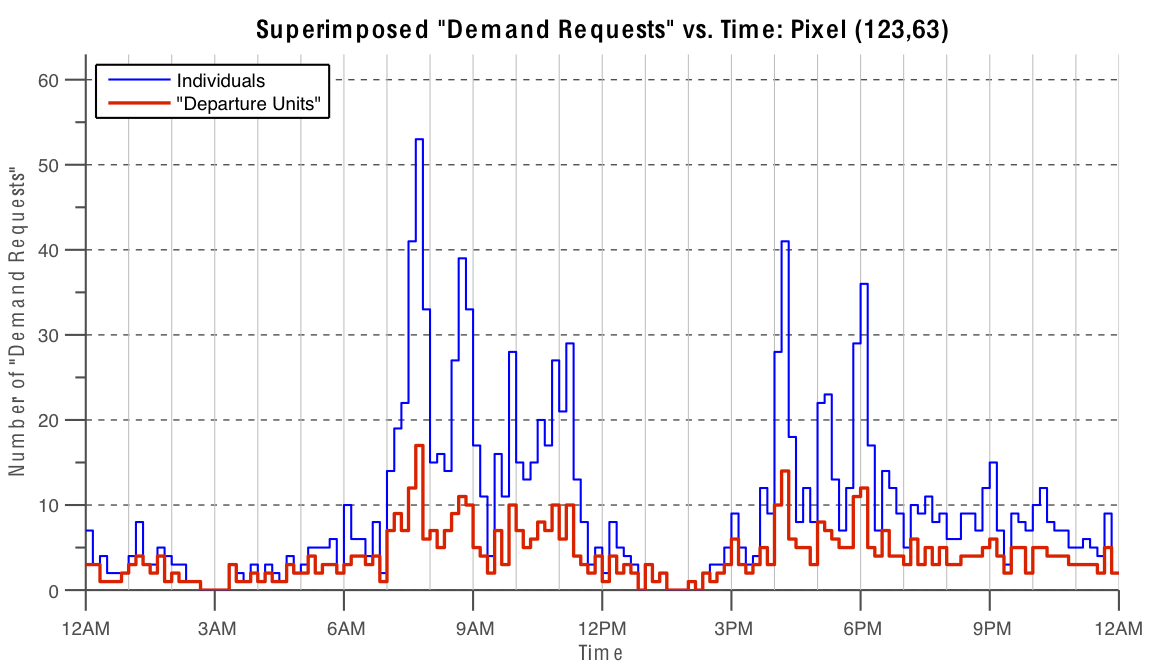 Superimposed "Demand Requests" vs. Time: Pixel (123,63)
Individuals
"Departure Units"
Number of "Demand Requests"
60
50
40
30
20
10
0
12AM 3AM 6AM 9AM 12PM 3PM 6PM 9PM 12AM
Time